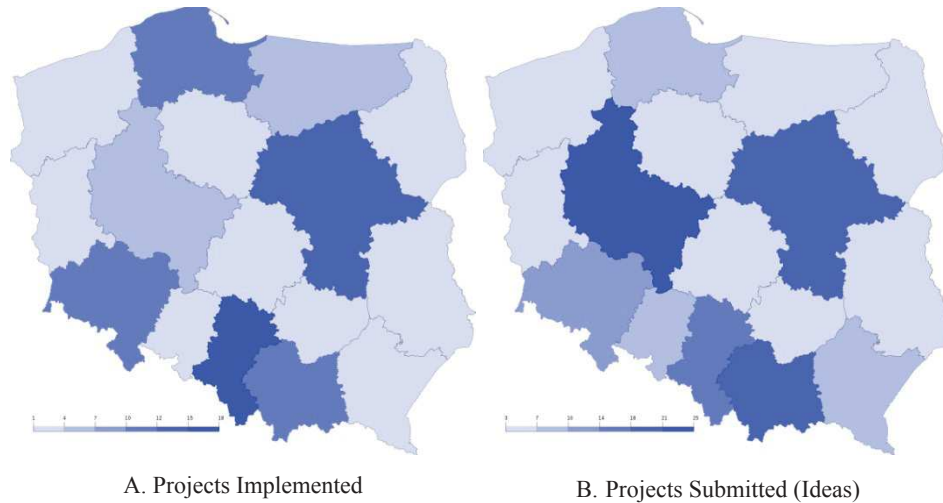 1 4 7 10 12 15 18
3 7 10 14 18 21 25
A. Projects Implemented
B. Projects Submitted (Ideas)